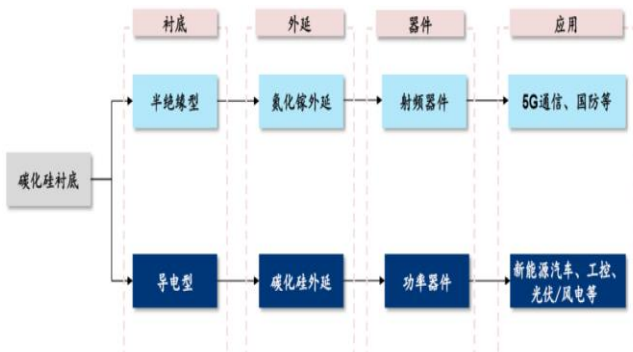 衬底
外延
器件
应用
半绝缘型
氮化镓外延
射频器件
5G通信、国防等
碳化硅衬底
导电型
碳化硅外延
功率器件
新能源汽车、工控、
光伏/风电等